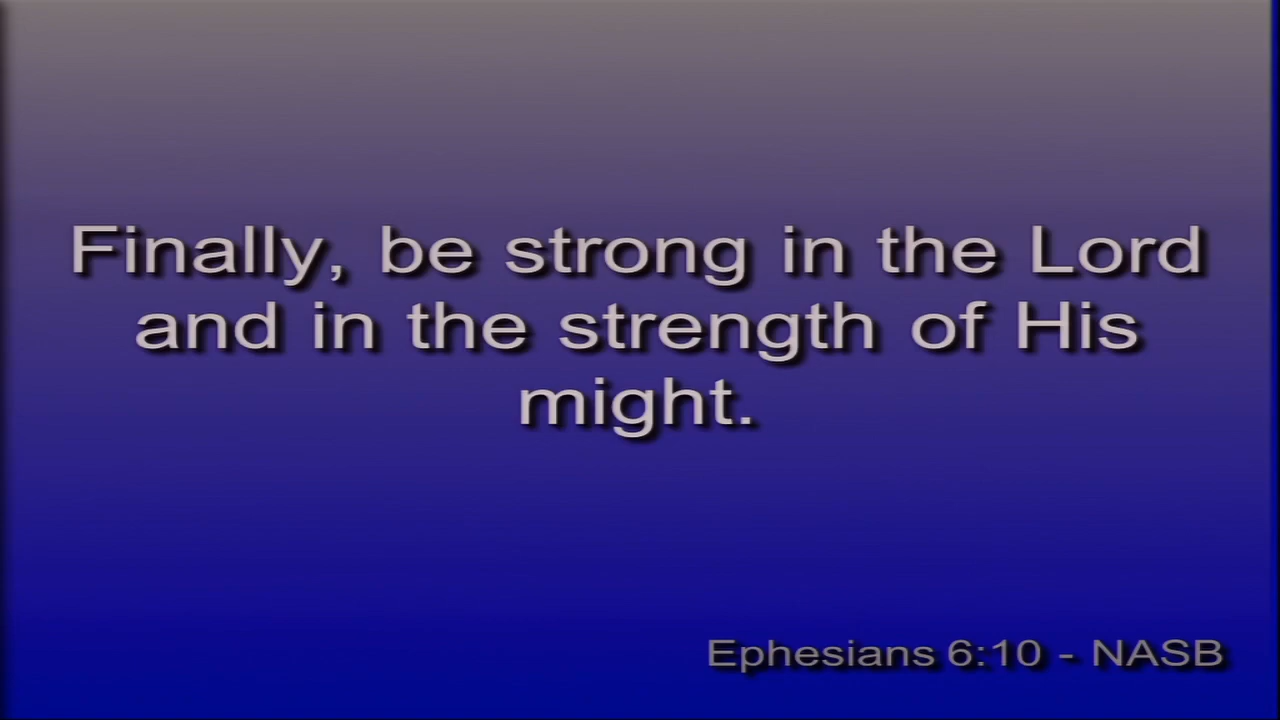 Finally, be strong in the Lord
and in the strength of His
might.
Ephesians 6:10 - NASB